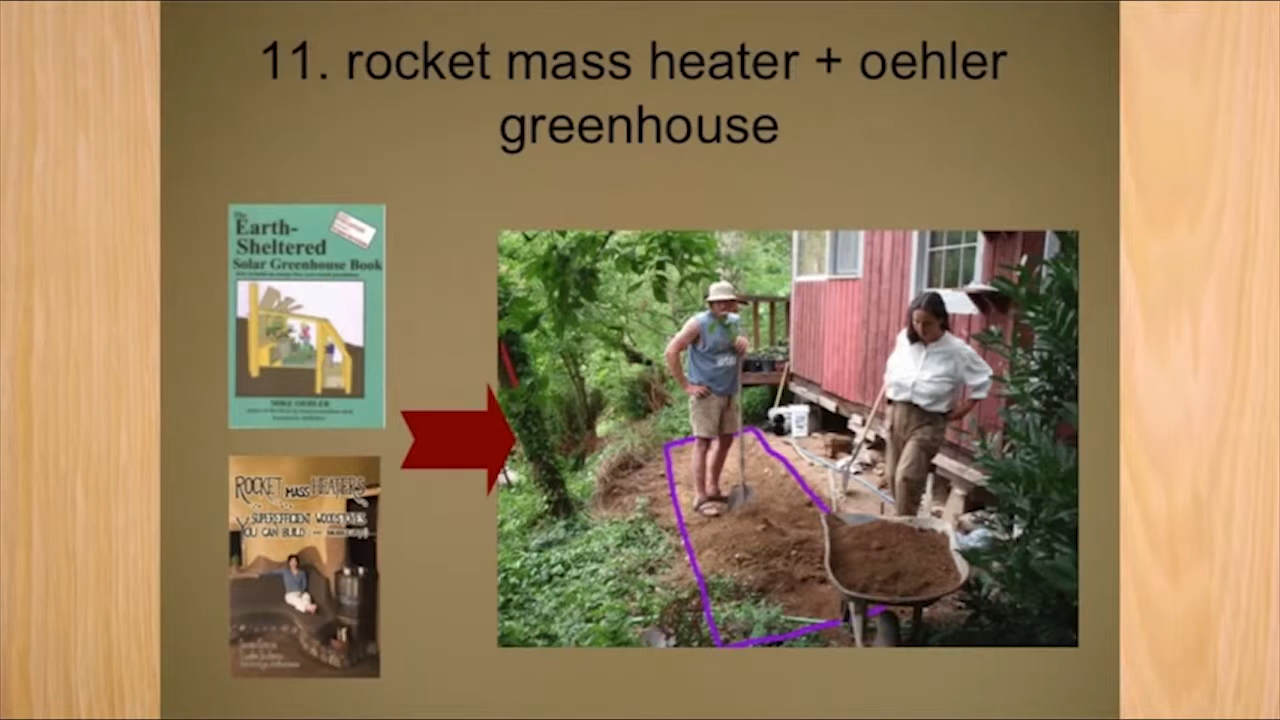 11. rocket mass heater + oehler
greenhouse
The
Earth-
Sheltered
Solar Greenhouse Book
MIKE OEHLER
ROCKET MASS HEATERS
SUPEREFFICIENT WOODSTOVES
YOU CAN BUILD